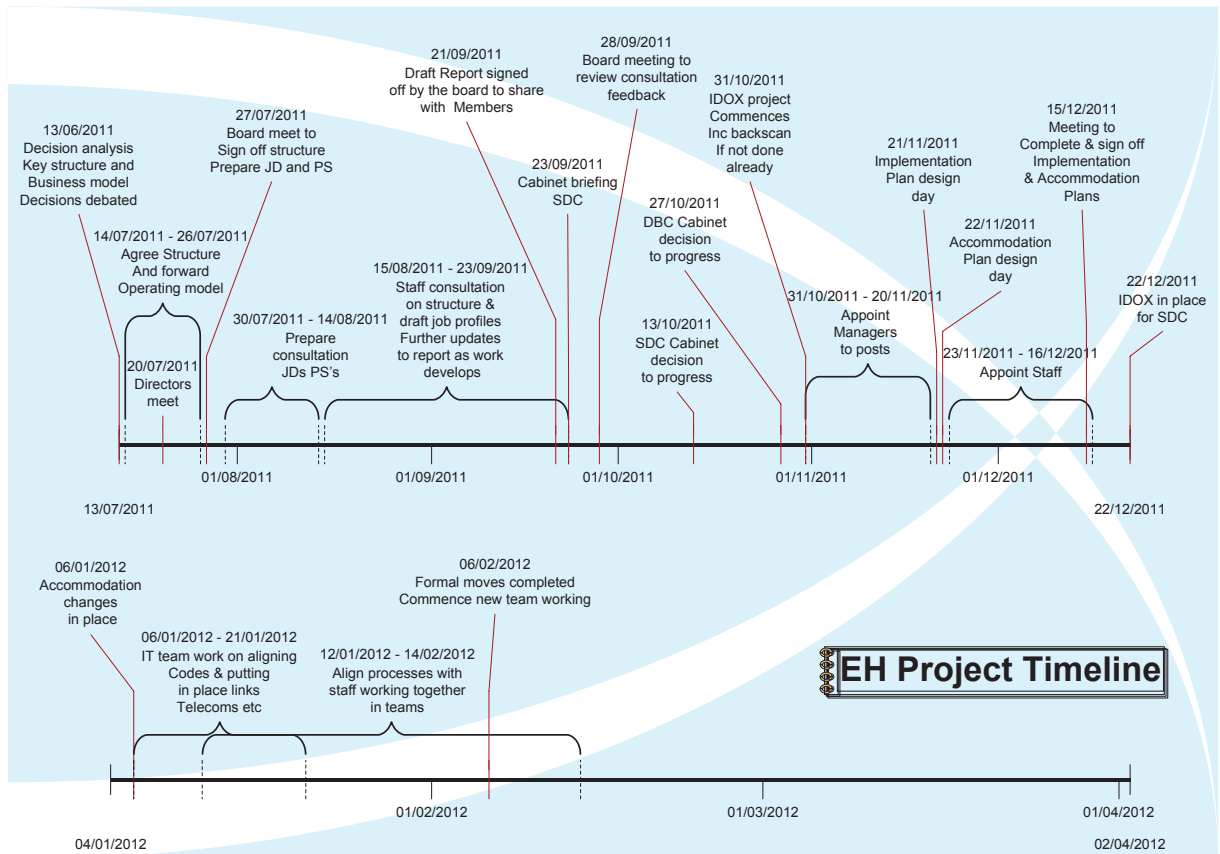 13/06/2011
Decision analysis
Key structure and
Business model
Decisions debated
14/07/2011 - 26/07/2011
Agree Structure
And forward
Operating model
20/07/2011
Directors
meet
27/07/2011
Board meet to
Sign off structure
Prepare JD and PS
30/07/2011 - 14/08/2011
Prepare
consultation
JDs PS's
15/08/2011 - 23/09/2011
Staff consultation
on structure &
draft job profiles
Further updates
to report as work
develops
21/09/2011
Draft Report signed
off by the board to share
with Members
23/09/2011
Cabinet briefing
SDC
28/09/2011
Board meeting to
review consultation
feedback
13/10/2011
SDC Cabinet
decision
to progress
27/10/2011
DBC Cabinet
decision
to progress
31/10/2011
IDOX project
Commences
Inc backscan
If not done
already
31/10/2011 - 20/11/2011
Appoint
Managers
to posts
21/11/2011
Implementation
Plan design
day
22/11/2011
Accommodation
Plan design
day
23/11/2011 - 16/12/2011
Appoint Staff
15/12/2011
Meeting to
Complete & sign off
Implementation
& Accommodation
Plans
22/12/2011
IDOX in place
for SDC
01/08/2011
01/09/2011
01/10/2011
01/11/2011
01/12/2011
13/07/2011
22/12/2011
06/01/2012
Accommodation
changes
in place
06/01/2012 - 21/01/2012
IT team work on aligning
Codes & putting
in place links
Telecoms etc
12/01/2012 - 14/02/2012
Align processes with
staff working together
in teams
06/02/2012
Formal moves completed
Commence new team working
EH Project Timeline
01/02/2012
01/03/2012
01/04/2012
04/01/2012
02/04/2012